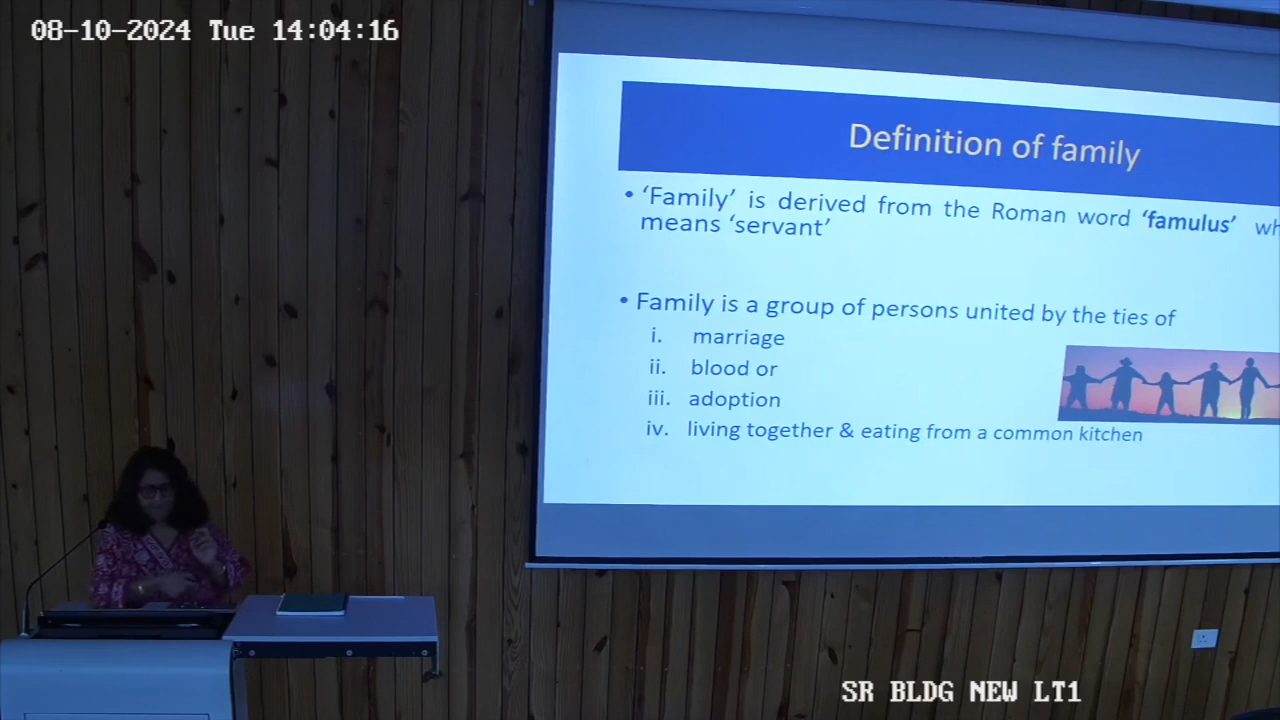 08-10-2024 Tue 14:04:16
Definition of family
• 'Family' is derived from the Roman word 'famulus'
means 'servant'
• Family is a group of persons united by the ties of
i. marriage
ii. blood or
iii. adoption
iv. living together & eating from a common kitchen
SR BLDG NEW LT1